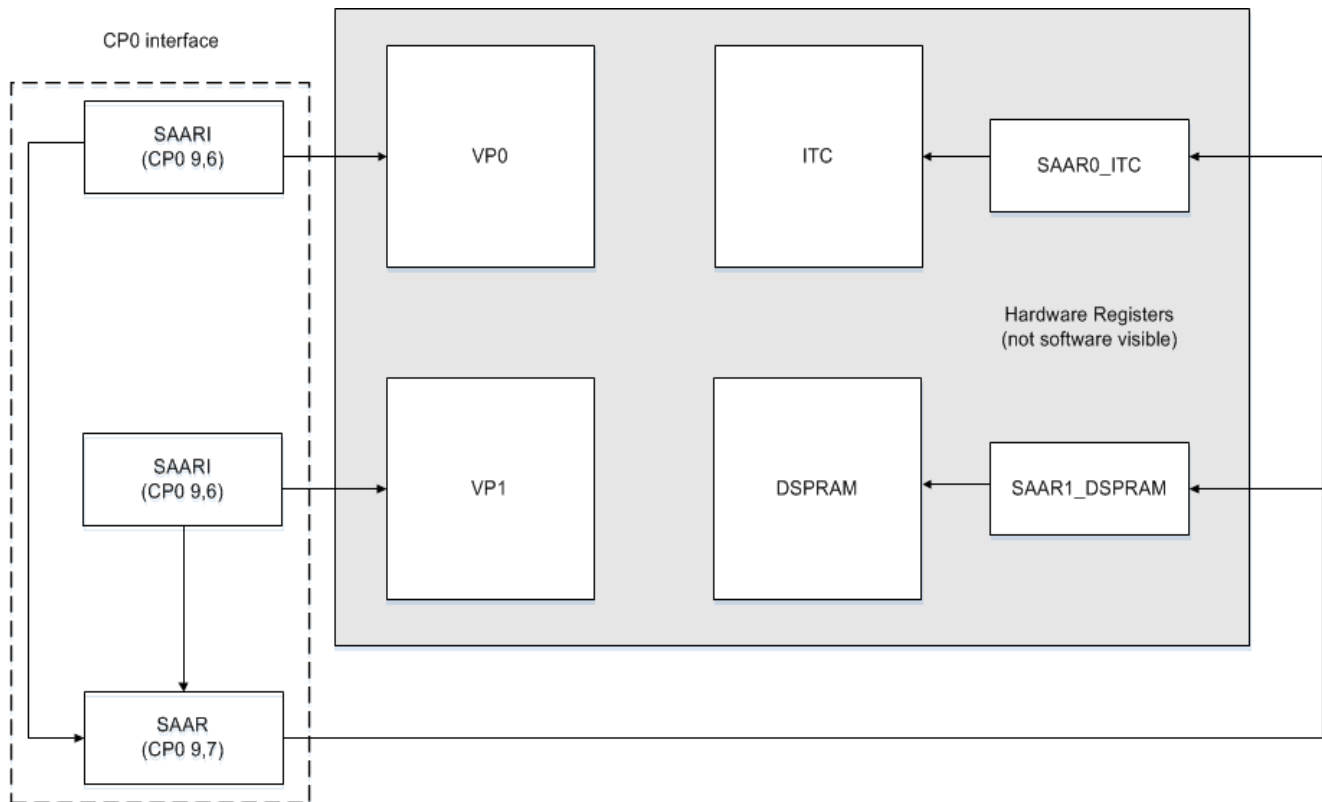 CP0 interface
SAARI
(CP0 9,6)
VP0
ITC
SAAR0_ITC
Hardware Registers
(not software visible)
SAARI
(CP0 9,6)
VP1
DSPRAM
SAAR1_DSPRAM
SAAR
(CP0 9,7)